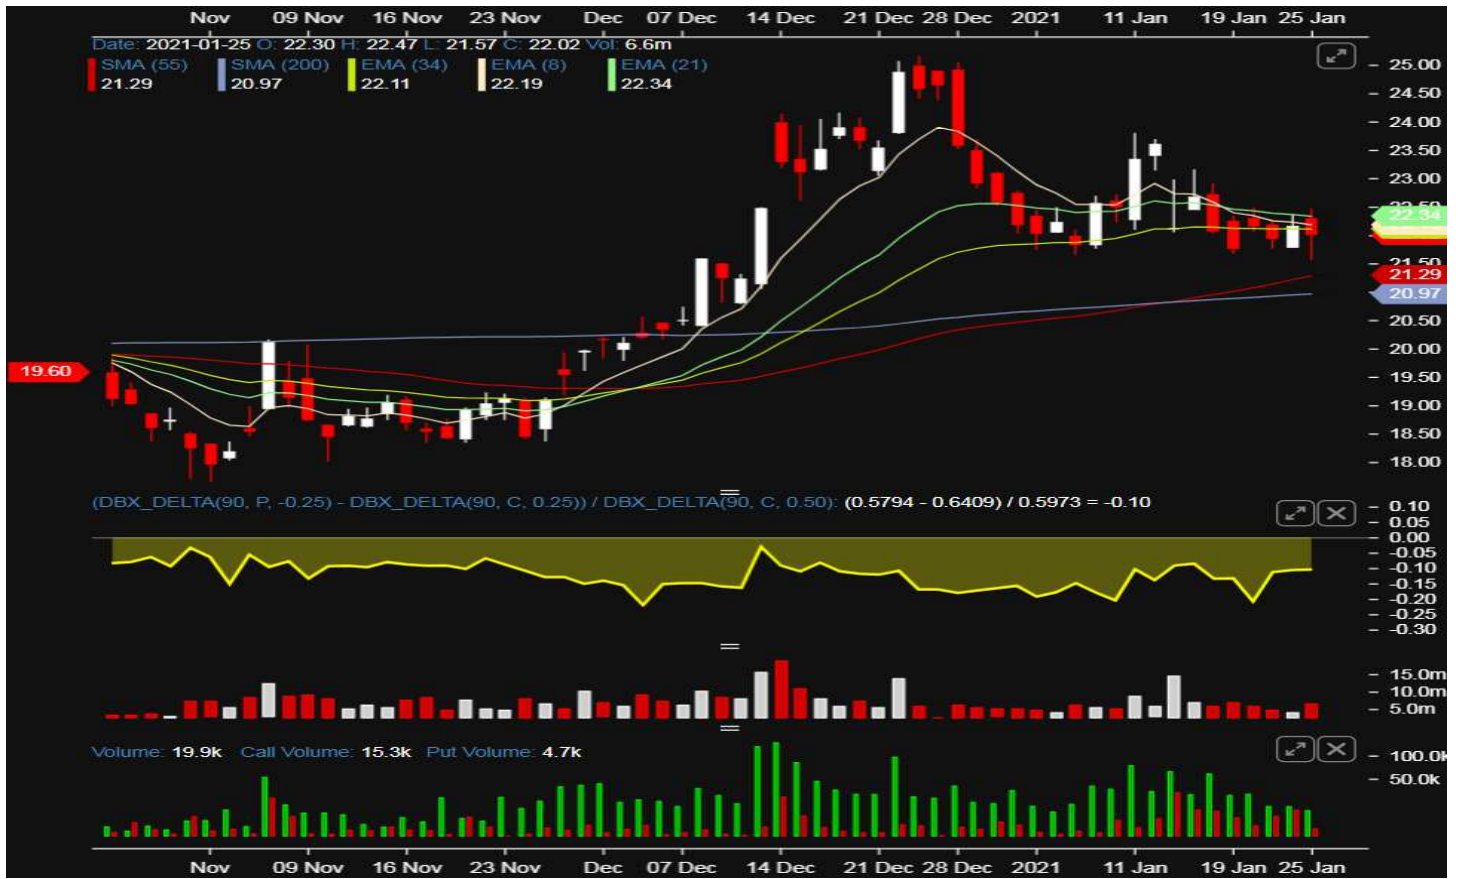 Nov 09 Nov 16 Nov 23 Nov Dec 07 Dec 14 Dec 21 Dec 28 Dec 2021 11 Jan 19 Jan 25 Jan
Date: 2021-01-25 O: 22.30 H: 22.47 L: 21.57 C: 22.02 Vol: 6.6m
SMA (55) SMA (200) EMA (34) EMA (8) EMA (21)
21.29 20.97 22.11 22.19 22.34
25.00
24.50
24.00
23.50
23.00
22.50
22.34
21.50
21.29
20.97
20.50
20.00
19.60
19.50
19.00
18.50
18.00
(DBX_DELTA(90, P, -0.25) - DBX_DELTA(90, C, 0.25)) / DBX_DELTA(90, C, 0.50): (0.5794 - 0.6409) / 0.5973 = -0.10
0.10
0.05
0.00
-0.05
-0.10
-0.15
-0.20
-0.25
-0.30
15.0m
10.0m
5.0m
Volume: 19.9k Call Volume: 15.3k Put Volume: 4.7k
100.0k
50.0k
Nov 09 Nov 16 Nov 23 Nov Dec 07 Dec 14 Dec 21 Dec 28 Dec 2021 11 Jan 19 Jan 25 Jan